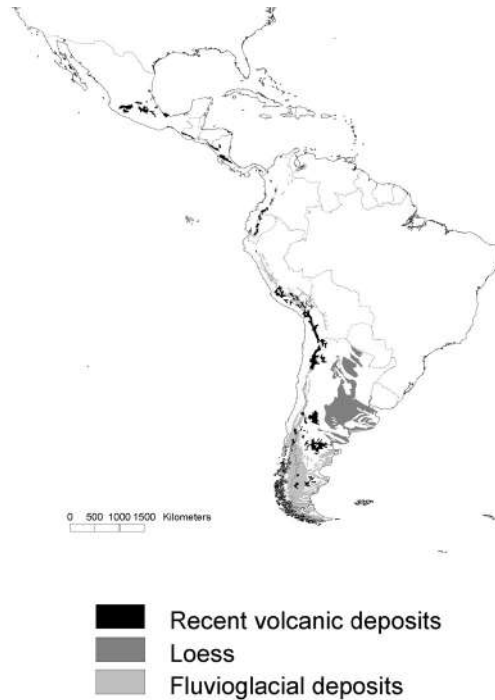 0 500 1000 1500 Kilometers
Recent volcanic deposits
Loess
Fluvioglacial deposits